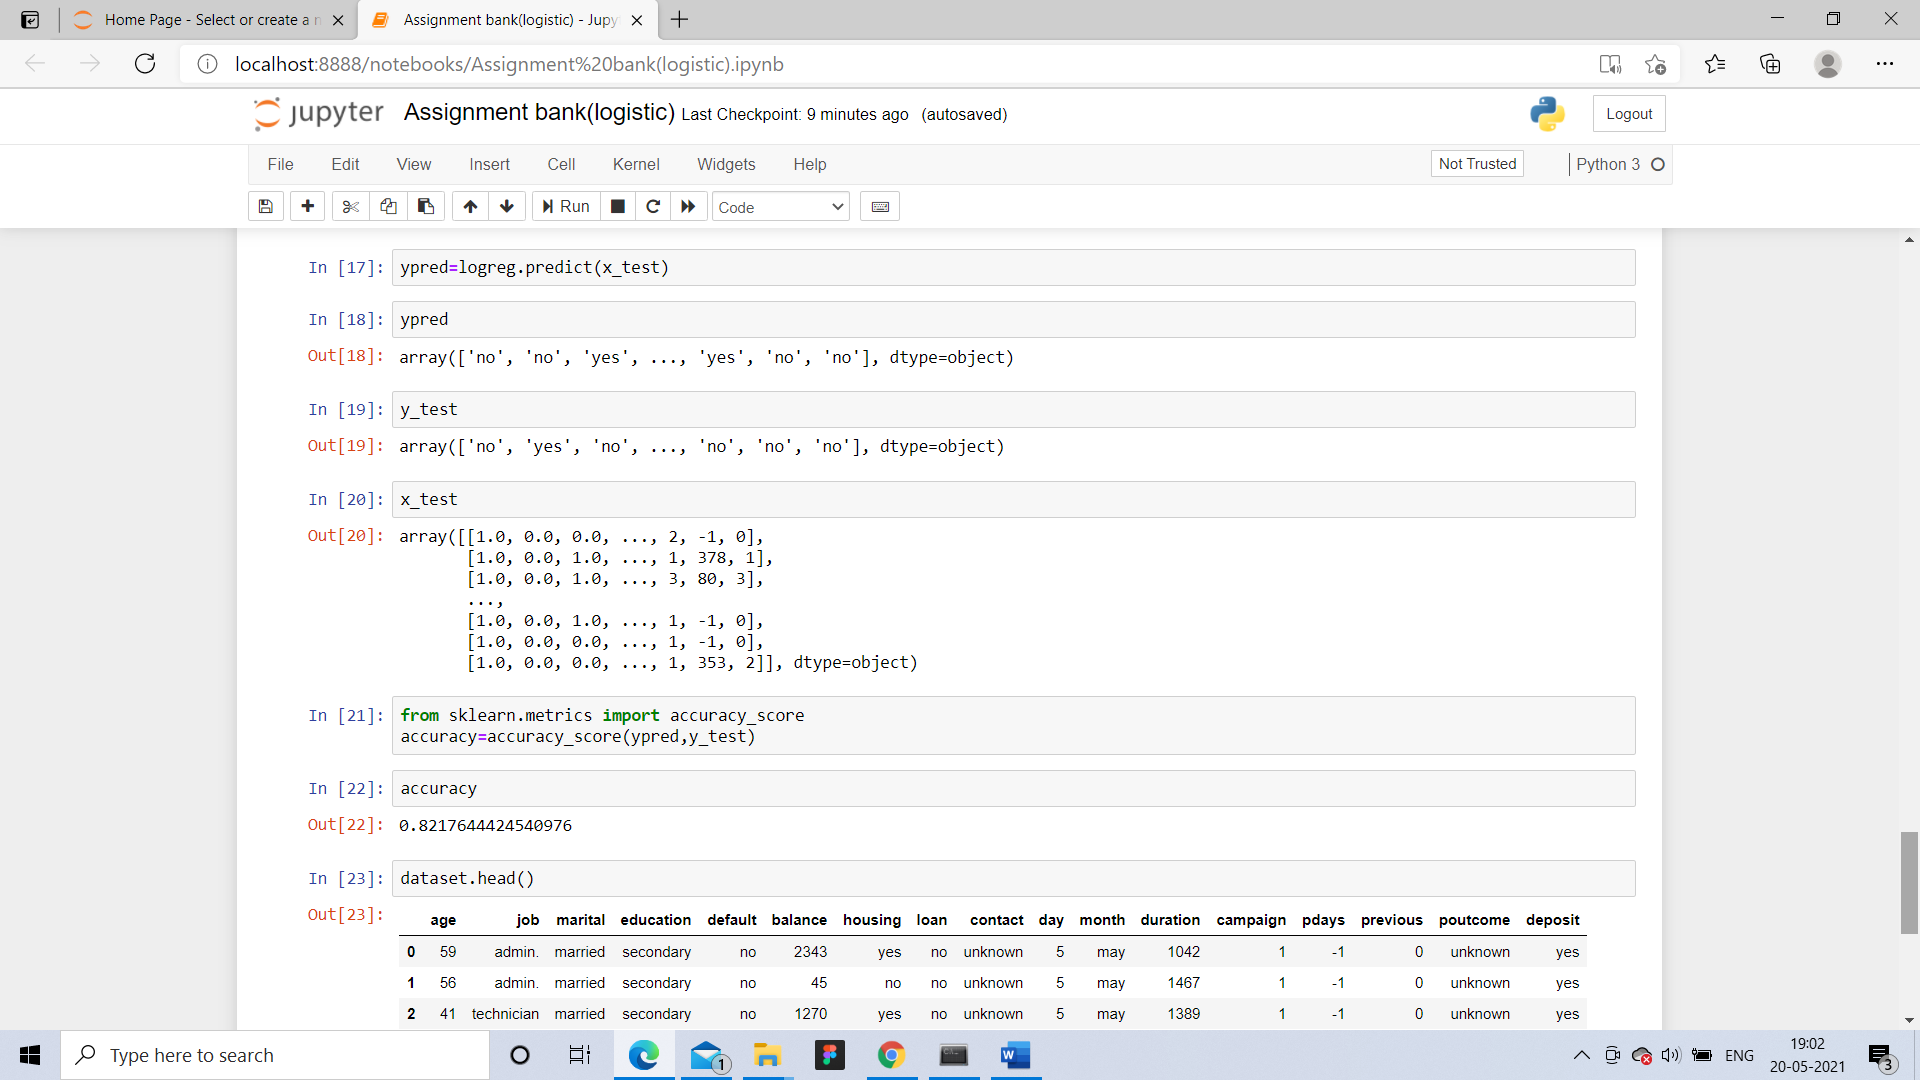 Home Page - Select or create a n
Assignment bank(logistic) - Jupy
localhost:8888/notebooks/Assignment%20bank(logistic).ipynb
jupyter Assignment bank(logistic) Last Checkpoint: 9 minutes ago (autosaved)
Logout
File Edit View Insert Cell Kernel Widgets Help
Not Trusted
Python 3
Run
Code
In [17]: ypred=logreg.predict(x_test)
In [18]: ypred
Out[18]: array(['no', 'no', 'yes', ..., 'yes', 'no', 'no'], dtype=object)
In [19]: y_test
Out[19]: array(['no', 'yes', 'no', ..., 'no', 'no', 'no'], dtype=object)
In [20]: x_test
Out[20]: array([[1.0, 0.0, 0.0, ..., 2, -1, 0],
[1.0, 0.0, 1.0, ..., 1, 378, 1],
[1.0, 0.0, 1.0, ..., 3, 80, 3],
...,
[1.0, 0.0, 1.0, ..., 1, -1, 0],
[1.0, 0.0, 0.0, ..., 1, -1, 0],
[1.0, 0.0, 0.0, ..., 1, 353, 2]], dtype=object)
In [21]: from sklearn.metrics import accuracy_score
accuracy=accuracy_score(ypred,y_test)
In [22]: accuracy
Out[22]: 0.8217644424540976
In [23]: dataset.head()
Out[23]:
age job marital education default balance housing loan contact day month duration campaign pdays previous poutcome deposit
0 59 admin. married secondary no 2343 yes no unknown 5 may 1042 1 -1 0 unknown yes
1 56 admin. married secondary no 45 no no unknown 5 may 1467 1 -1 0 unknown yes
2 41 technician married secondary no 1270 yes no unknown 5 may 1389 1 -1 0 unknown yes
Type here to search
1
ENG
19:02
20-05-2021
3